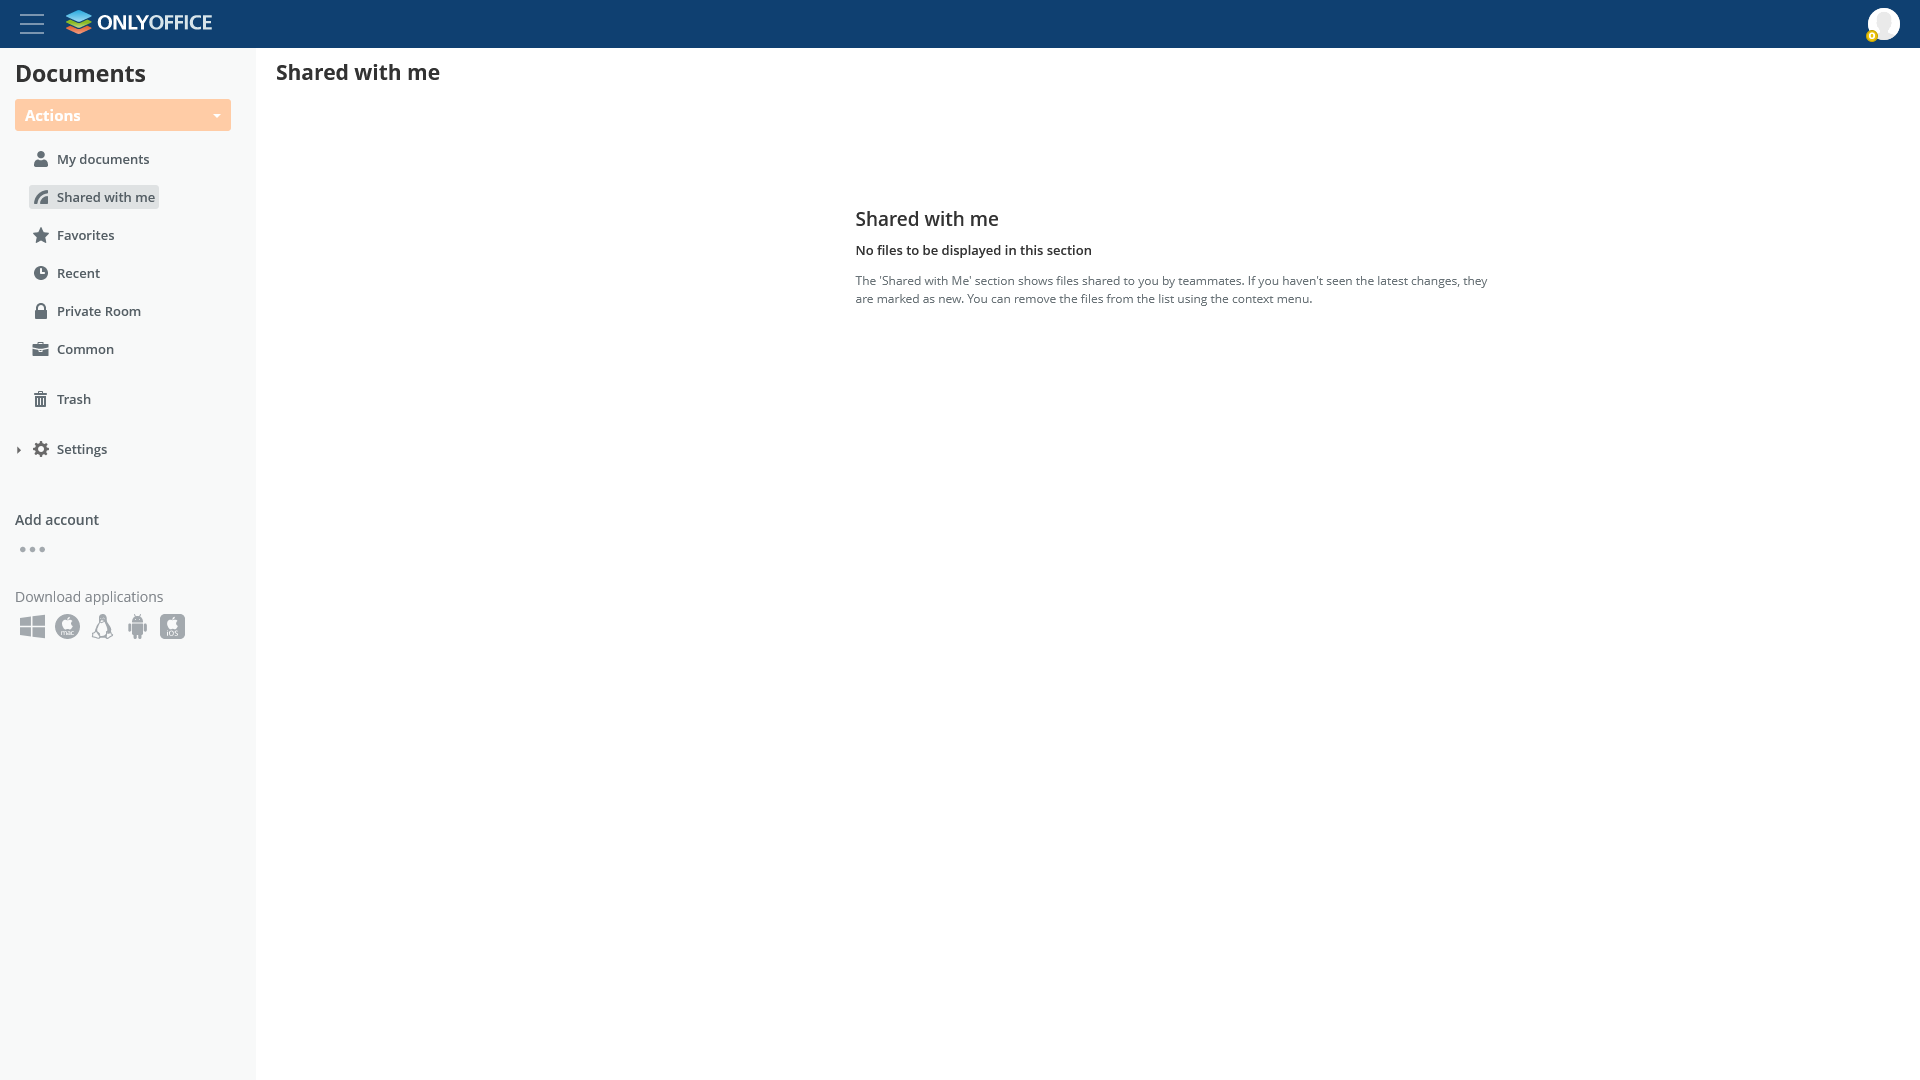 ONLYOFFICE
Documents
Actions
My documents
Shared with me
Favorites
Recent
Private Room
Common
Trash
Settings
Add account
Download applications
mac
iOS
Shared with me
Shared with me
No files to be displayed in this section
The 'Shared with Me' section shows files shared to you by teammates. If you haven't seen the latest changes, they
are marked as new. You can remove the files from the list using the context menu.